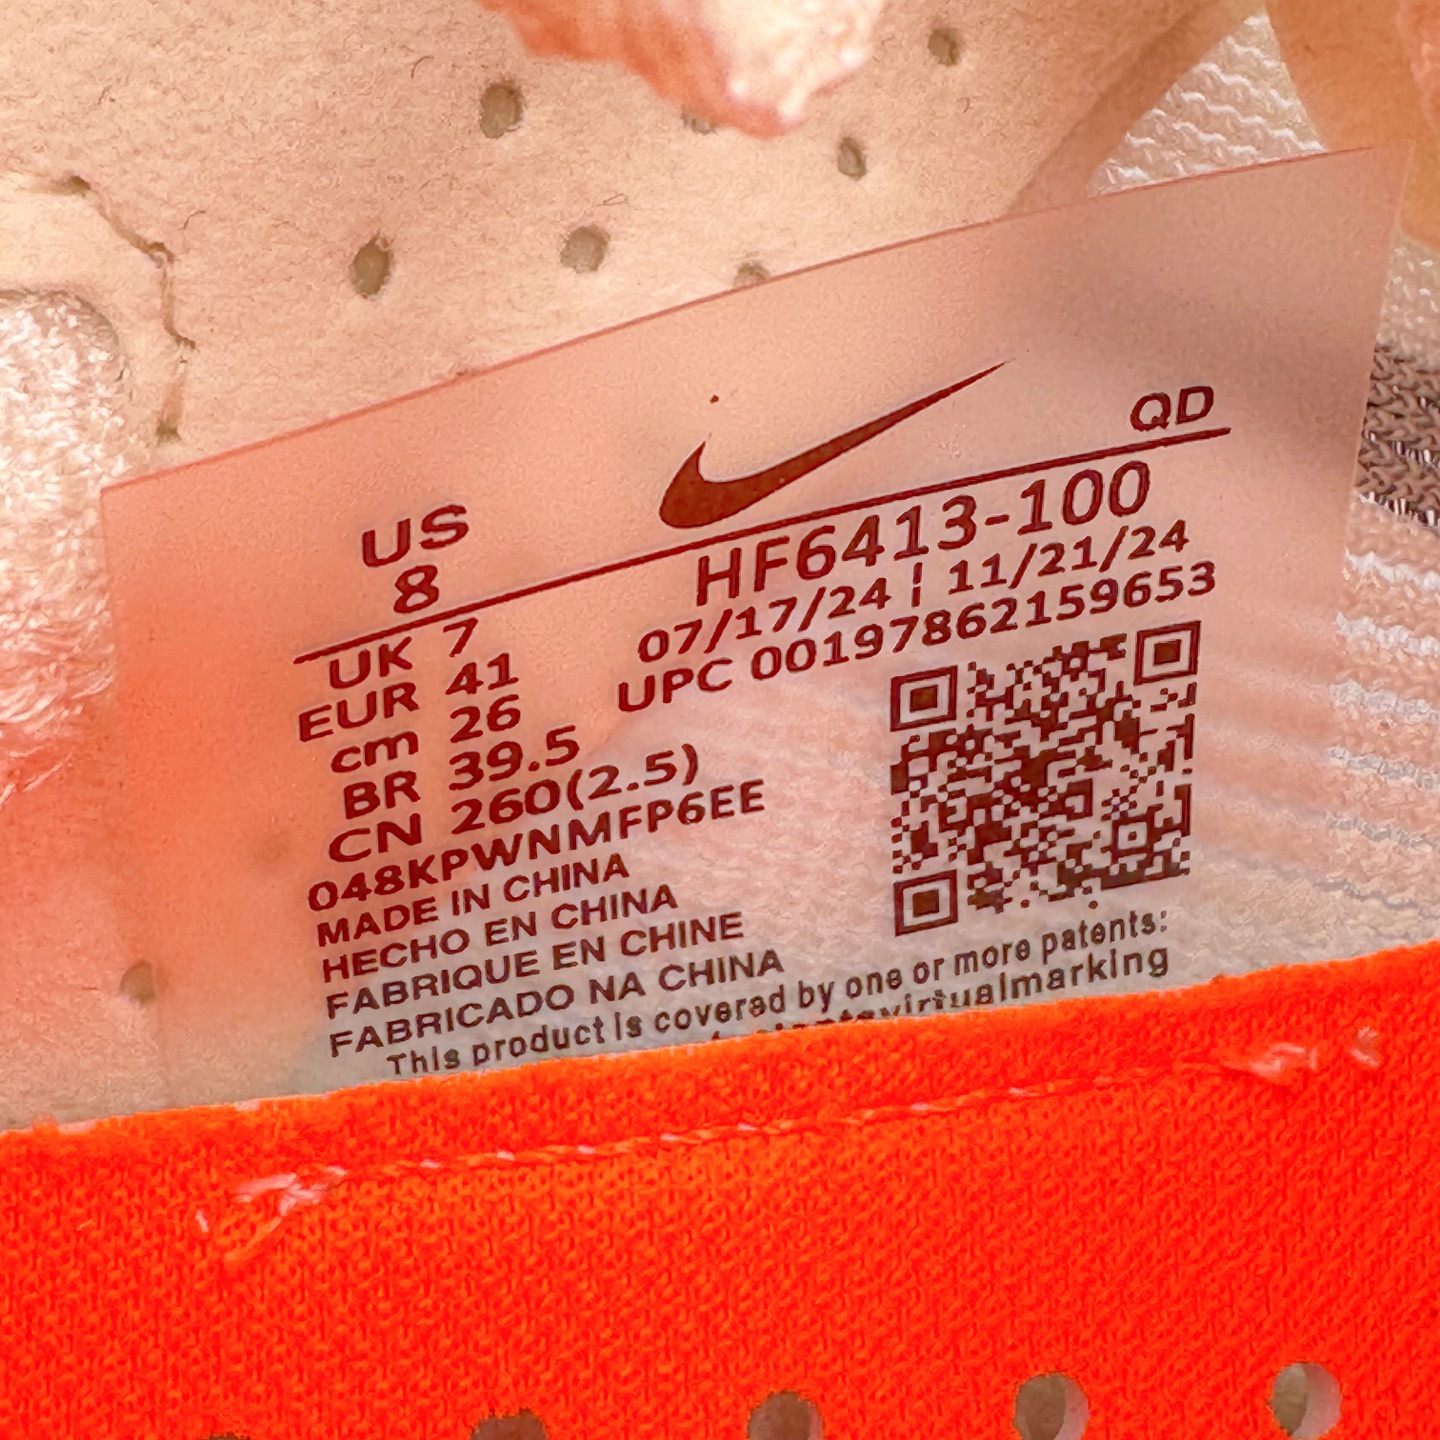 QD
US
8
HF6413-100
07/17/24 ¦ 11/21/24
UPC 00197862159653
UK 7
EUR 41
cm 26
BR 39.5
CN 260(2.5)
048KPWNMFP6EE
MADE IN CHINA
HECHO EN CHINA
FABRIQUE EN CHINE
FABRICADO NA CHINA
This product is covered by one or more patents: